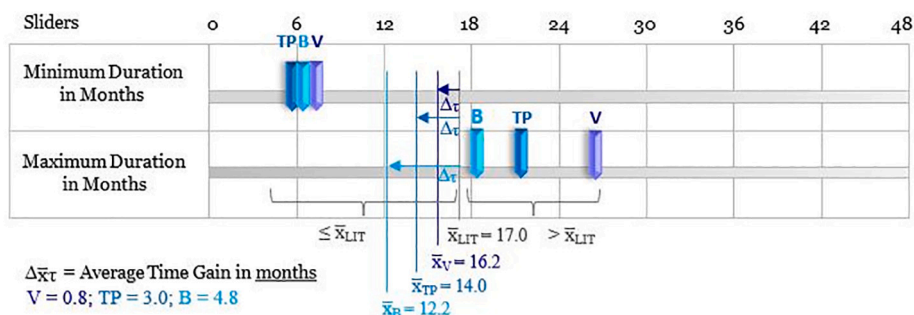 Sliders 0 6 12 18 24 30 36 42 48
TP B V
Minimum Duration
in Months
Δτ
Δτ
B TP V
Maximum Duration
in Months
Δτ
≤ x̄LIT x̄LIT = 17.0 > x̄LIT
x̄V = 16.2
Δx̄τ = Average Time Gain in months
x̄TP = 14.0
V = 0.8; TP = 3.0; B = 4.8
x̄B = 12.2